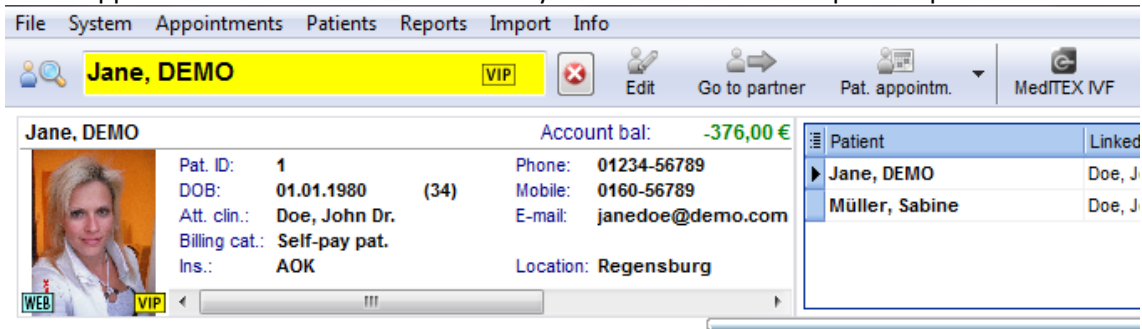 File System Appointments Patients Reports Import Info
Jane, DEMO VIP
Edit Go to partner Pat. appointm. MedITEX IVF
Jane, DEMO Account bal: -376,00 €
Pat. ID: 1 Phone: 01234-56789
DOB: 01.01.1980 (34) Mobile: 0160-56789
Att. clin.: Doe, John Dr. E-mail: janedoe@demo.com
Billing cat.: Self-pay pat.
Ins.: AOK Location: Regensburg
WEB VIP
Patient Linked
Jane, DEMO Doe, J
Müller, Sabine Doe, J